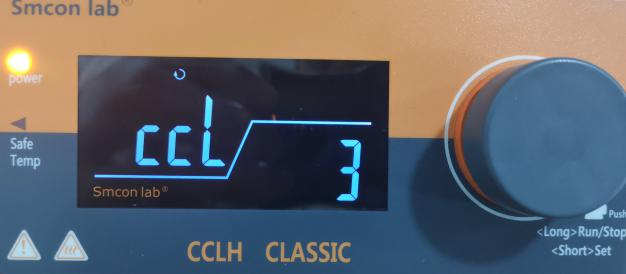 Smcon lab®
power
Safe
Temp
ccL
3
Smcon lab®
Push
<Long>Run/Stop
<Short>Set
CCLH CLASSIC